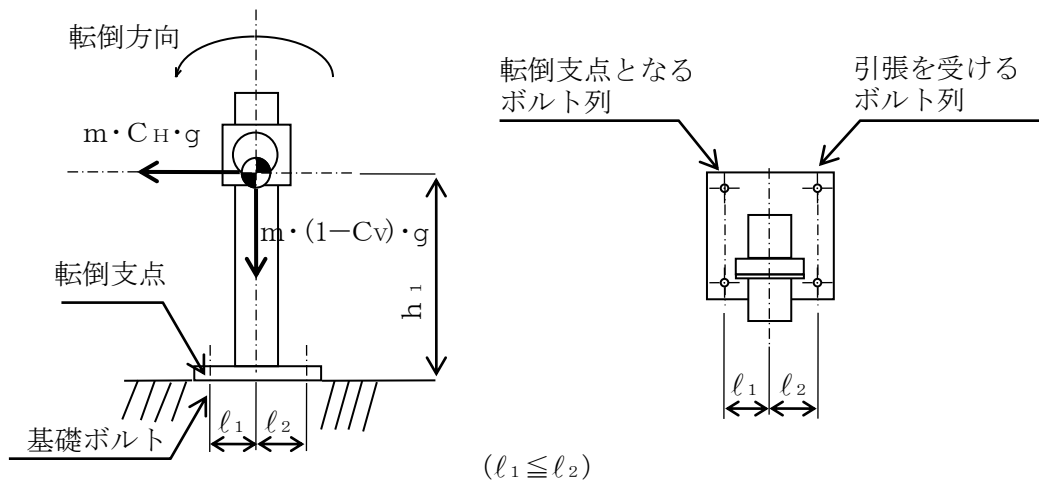 転倒方向
m・CH・g
m・(1-CV)・g
転倒支点
h1
ℓ1
ℓ2
基礎ボルト
転倒支点となる
ボルト列
引張を受ける
ボルト列
ℓ1
ℓ2
(ℓ1≦ℓ2)